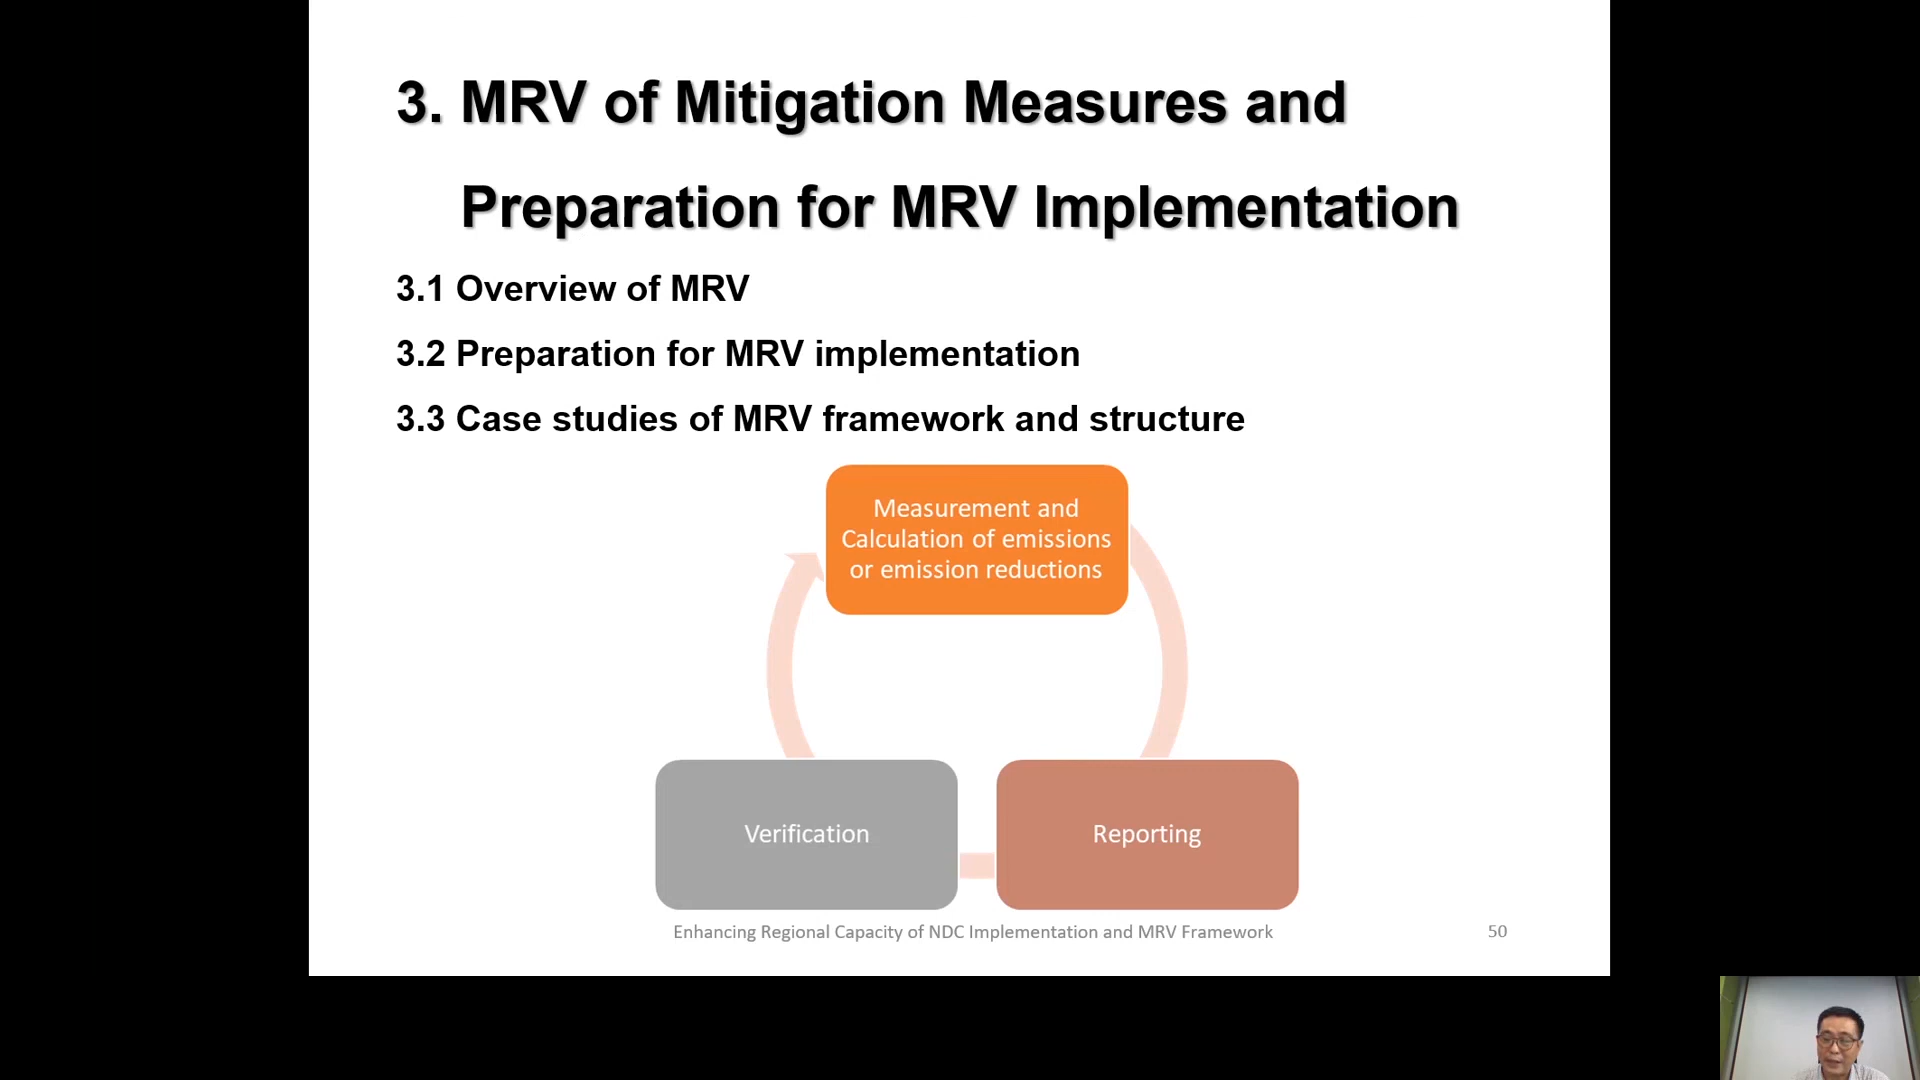 3. MRV of Mitigation Measures and
Preparation for MRV Implementation
3.1 Overview of MRV
3.2 Preparation for MRV implementation
3.3 Case studies of MRV framework and structure
Measurement and
Calculation of emissions
or emission reductions
Verification
Reporting
Enhancing Regional Capacity of NDC Implementation and MRV Framework
50